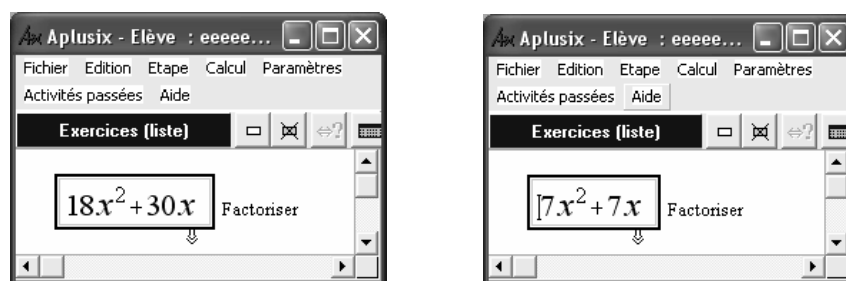 Aplusix - Elève : eeeee...
Fichier Edition Etape Calcul Paramètres
Activités passées Aide
Exercices (liste) ⇔?
18x²+30x Factoriser
Aplusix - Elève : eeeee...
Fichier Edition Etape Calcul Paramètres
Activités passées Aide
Exercices (liste) ⇔?
7x²+7x Factoriser